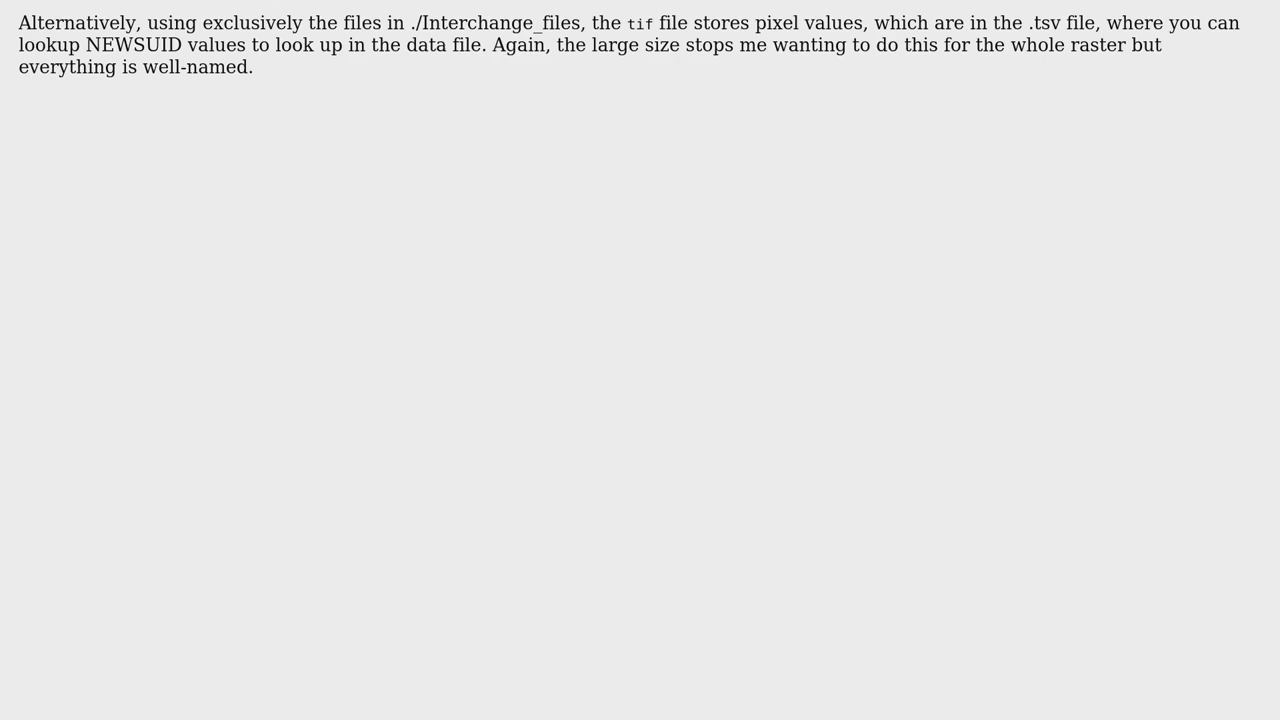 Alternatively, using exclusively the files in ./Interchange_files, the tif file stores pixel values, which are in the .tsv file, where you can
lookup NEWSUID values to look up in the data file. Again, the large size stops me wanting to do this for the whole raster but
everything is well-named.